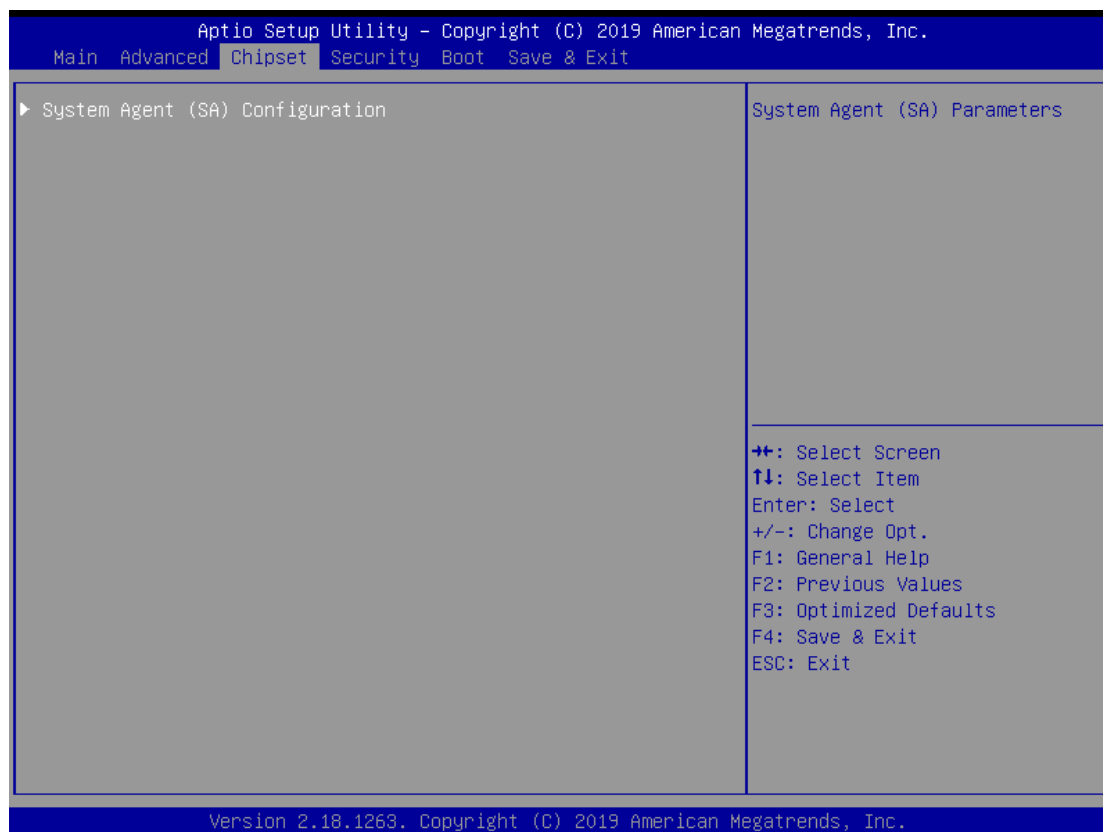 Aptio Setup Utility – Copyright (C) 2019 American Megatrends, Inc.
Main Advanced Chipset Security Boot Save & Exit
▶ System Agent (SA) Configuration
System Agent (SA) Parameters
→←: Select Screen
↑↓: Select Item
Enter: Select
+/-: Change Opt.
F1: General Help
F2: Previous Values
F3: Optimized Defaults
F4: Save & Exit
ESC: Exit
Version 2.18.1263. Copyright (C) 2019 American Megatrends, Inc.